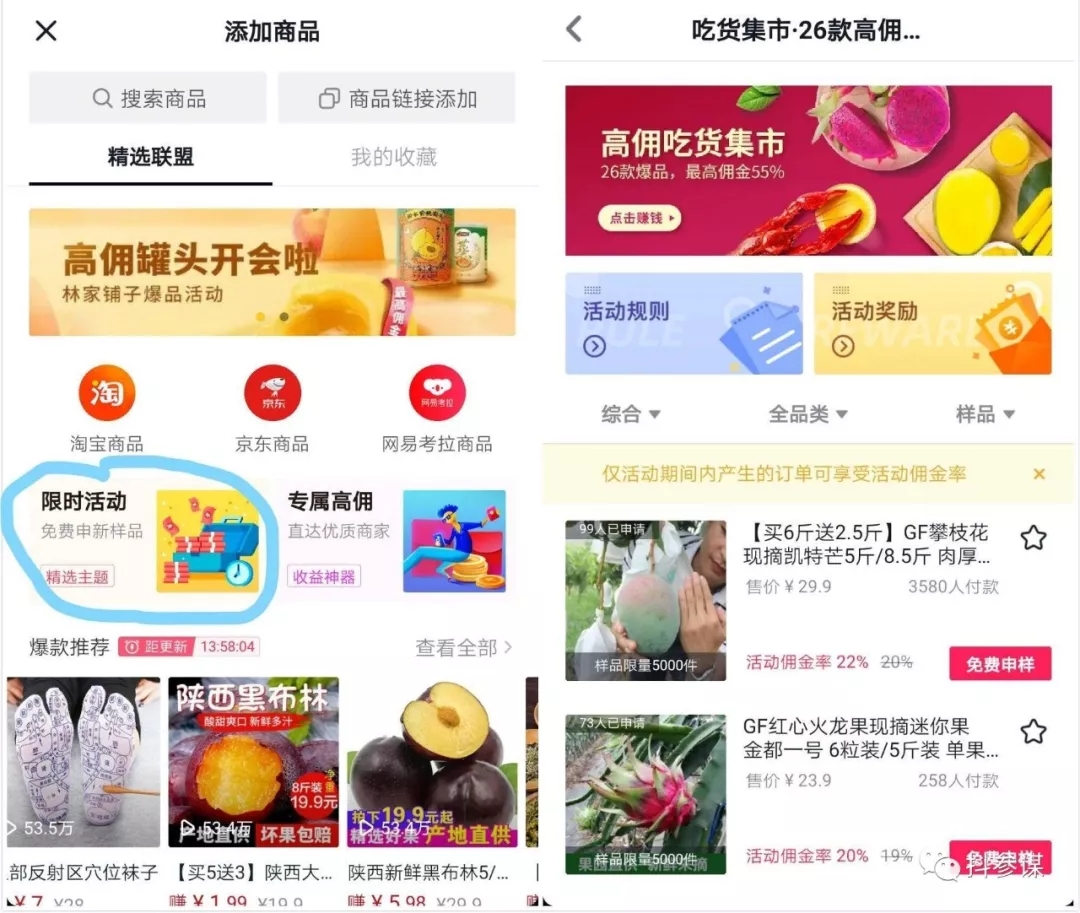 添加商品
搜索商品
商品链接添加
精选联盟
我的收藏
高佣罐头开会啦
林家铺子爆品活动
淘
京东
网易考拉
淘宝商品
京东商品
网易考拉商品
限时活动
免费申新样品
精选主题
专属高佣
直达优质商家
收益神器
爆款推荐
距更新 13:58:04
查看全部
53.5万
陕西黑布林
酸甜爽口 新鲜多汁
8斤装
19.9元
53.4万
产地直供 坏果包赔
拍下19.9元起
53.4万
精选好果 产地直供
部反射区穴位袜子
【买5送3】陕西大...
陕西新鲜黑布林5/...
¥7 ¥28
赚¥1.99 ¥19.9
赚¥5.98 ¥29.9
吃货集市·26款高佣...
高佣吃货集市
26款爆品，最高佣金55%
点击赚钱
活动规则
活动奖励
综合
全品类
样品
仅活动期间内产生的订单可享受活动佣金率
99人已申请
样品限量5000件
【买6斤送2.5斤】GF攀枝花
现摘凯特芒5斤/8.5斤 肉厚...
售价¥29.9
3580人付款
活动佣金率 22% 20%
免费申样
73人已申请
样品限量5000件
GF红心火龙果现摘迷你果
金都一号 6粒装/5斤装 单果...
售价¥23.9
258人付款
活动佣金率 20% 19%
免费申样
抖参谋